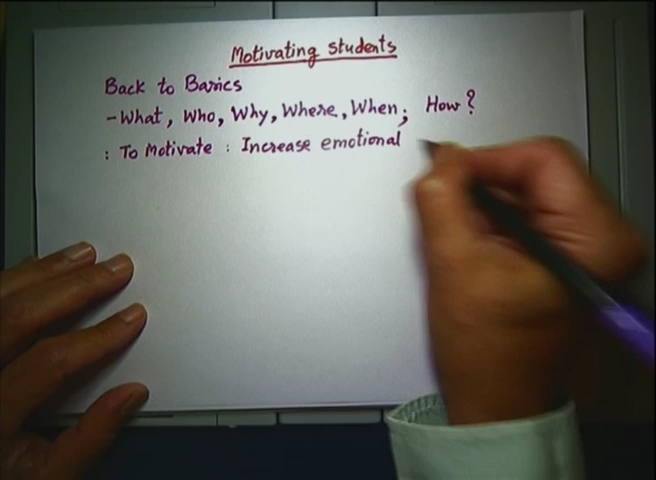 Motivating students
Back to Basics
- What, Who, Why, Where, When; How?
: To Motivate : Increase emotional